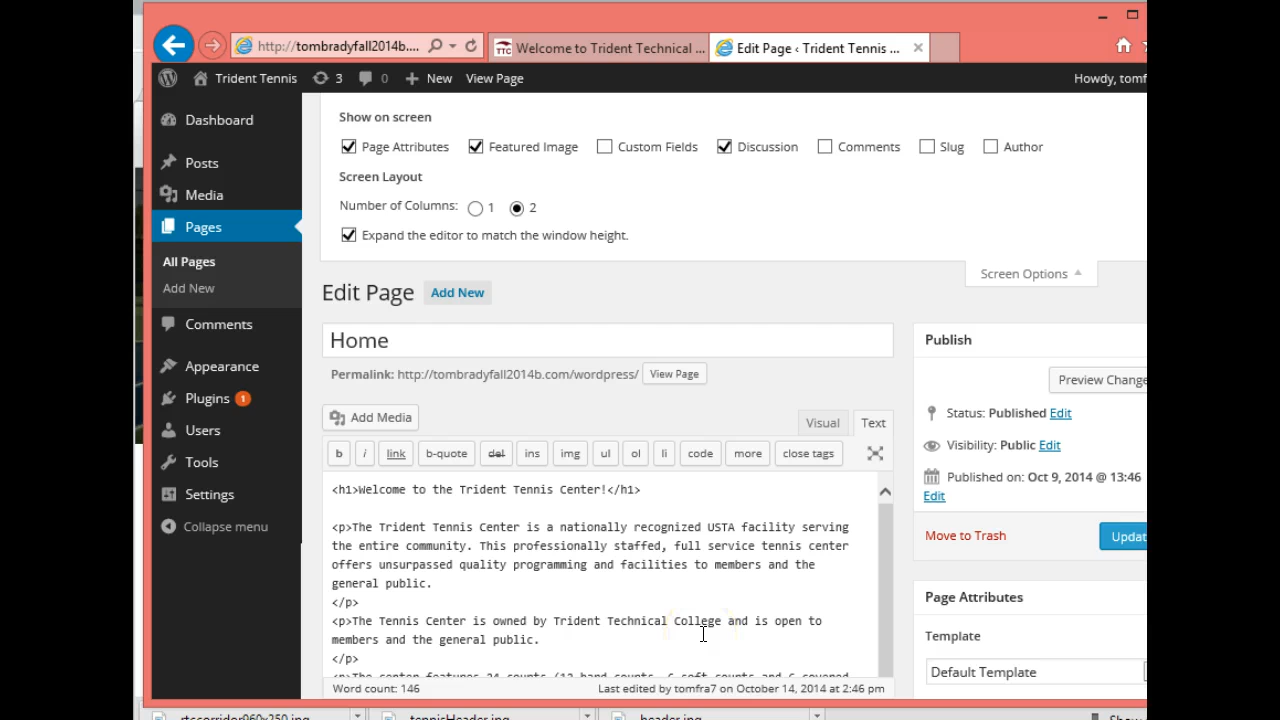 http://tombradyfall2014b....
TTC Welcome to Trident Technical ...
Edit Page ‹ Trident Tennis ...
Trident Tennis 3 0 New View Page
Howdy, tomf
Dashboard
Posts
Media
Pages
All Pages
Add New
Comments
Appearance
Plugins 1
Users
Tools
Settings
Collapse menu
Show on screen
Page Attributes Featured Image Custom Fields Discussion Comments Slug Author
Screen Layout
Number of Columns: 1 2
Expand the editor to match the window height.
Screen Options
Edit Page Add New
Home
Permalink: http://tombradyfall2014b.com/wordpress/ View Page
Add Media
Visual Text
b i link b-quote del ins img ul ol li code more close tags
<h1>Welcome to the Trident Tennis Center!</h1>
<p>The Trident Tennis Center is a nationally recognized USTA facility serving
the entire community. This professionally staffed, full service tennis center
offers unsurpassed quality programming and facilities to members and the
general public.
</p>
<p>The Tennis Center is owned by Trident Technical College and is open to
members and the general public.
</p>
Word count: 146
Last edited by tomfra7 on October 14, 2014 at 2:46 pm
Publish
Preview Change
Status: Published Edit
Visibility: Public Edit
Published on: Oct 9, 2014 @ 13:46
Edit
Move to Trash
Updat
Page Attributes
Template
Default Template